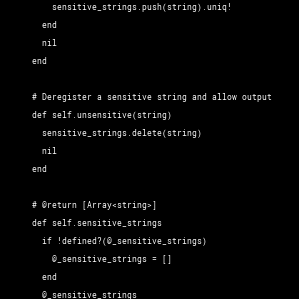 sensitive_strings.push(string).uniq!
end
nil
end
# Deregister a sensitive string and allow output
def self.unsensitive(string)
sensitive_strings.delete(string)
nil
end
# @return [Array<string>]
def self.sensitive_strings
if !defined?(@_sensitive_strings)
@_sensitive_strings = []
end
@_sensitive_strings